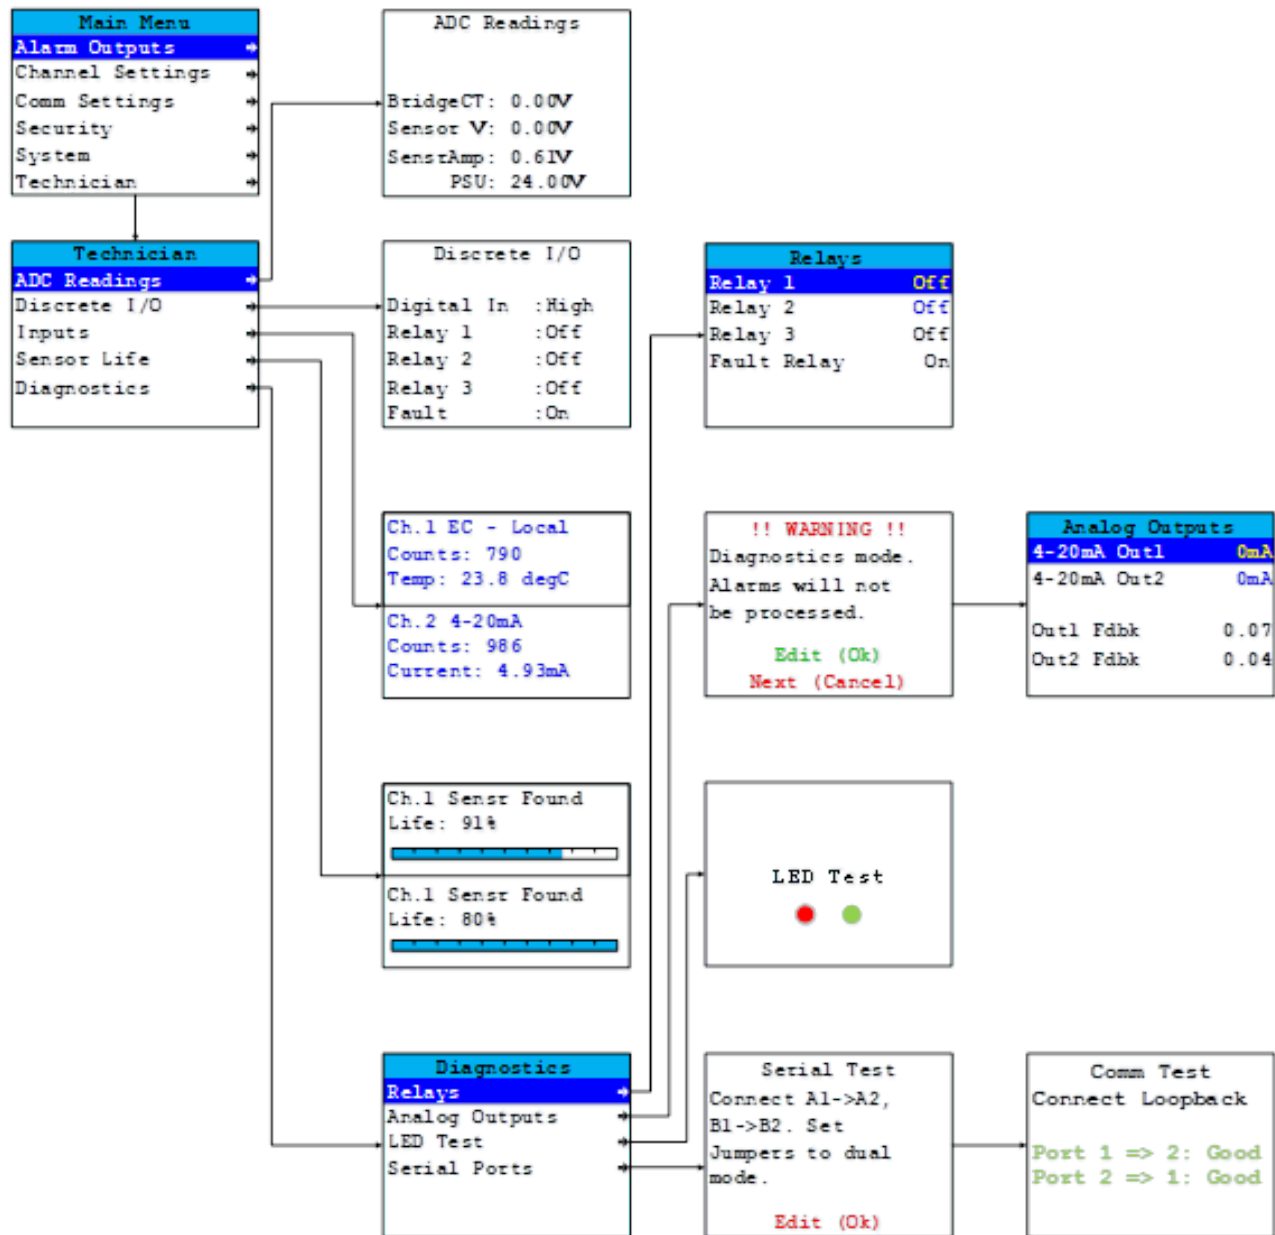 Main Menu
Alarm Outputs
Channel Settings
Comm Settings
Security
System
Technician
ADC Readings
BridgeCT: 0.00V
Sensor V: 0.00V
SensrAmp: 0.61V
PSU: 24.00V
Technician
ADC Readings
Discrete I/O
Inputs
Sensor Life
Diagnostics
Discrete I/O
Digital In :High
Relay 1 :Off
Relay 2 :Off
Relay 3 :Off
Fault :On
Relays
Relay 1 Off
Relay 2 Off
Relay 3 Off
Fault Relay On
Ch.1 EC - Local
Counts: 790
Temp: 23.8 degC
Ch.2 4-20mA
Counts: 986
Current: 4.93mA
!! WARNING !!
Diagnostics mode.
Alarms will not
be processed.
Edit (Ok)
Next (Cancel)
Analog Outputs
4-20mA Out1 0mA
4-20mA Out2 0mA
Out1 Fdbk 0.07
Out2 Fdbk 0.04
Ch.1 Sensr Found
Life: 91%
Ch.1 Sensr Found
Life: 80%
LED Test
Diagnostics
Relays
Analog Outputs
LED Test
Serial Ports
Serial Test
Connect A1->A2,
B1->B2. Set
Jumpers to dual
mode.
Edit (Ok)
Comm Test
Connect Loopback
Port 1 => 2: Good
Port 2 => 1: Good